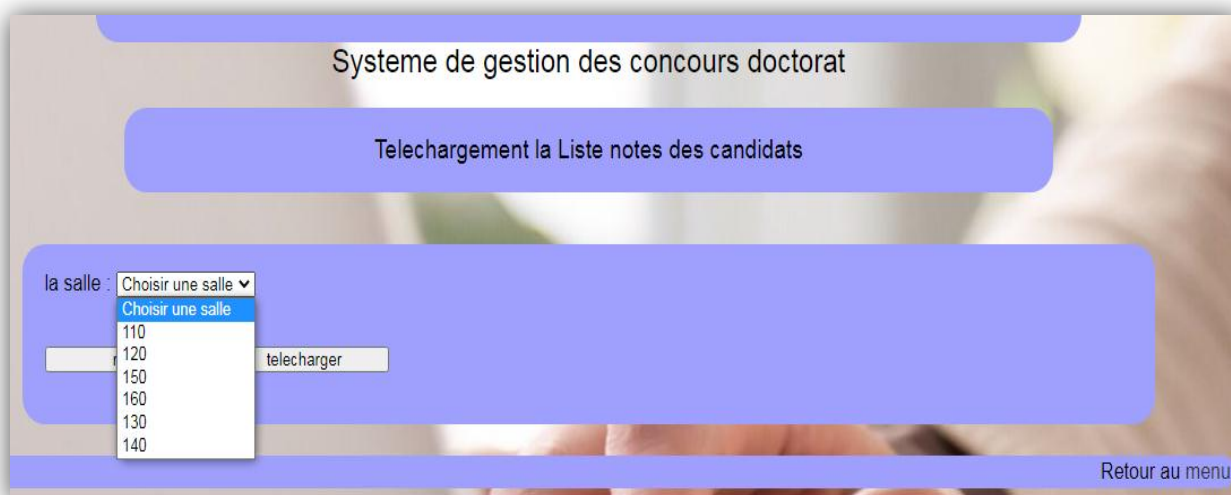 Systeme de gestion des concours doctorat
Telechargement la Liste notes des candidats
la salle : Choisir une salle
Choisir une salle
110
120
150
160
130
140
telecharger
Retour au menu